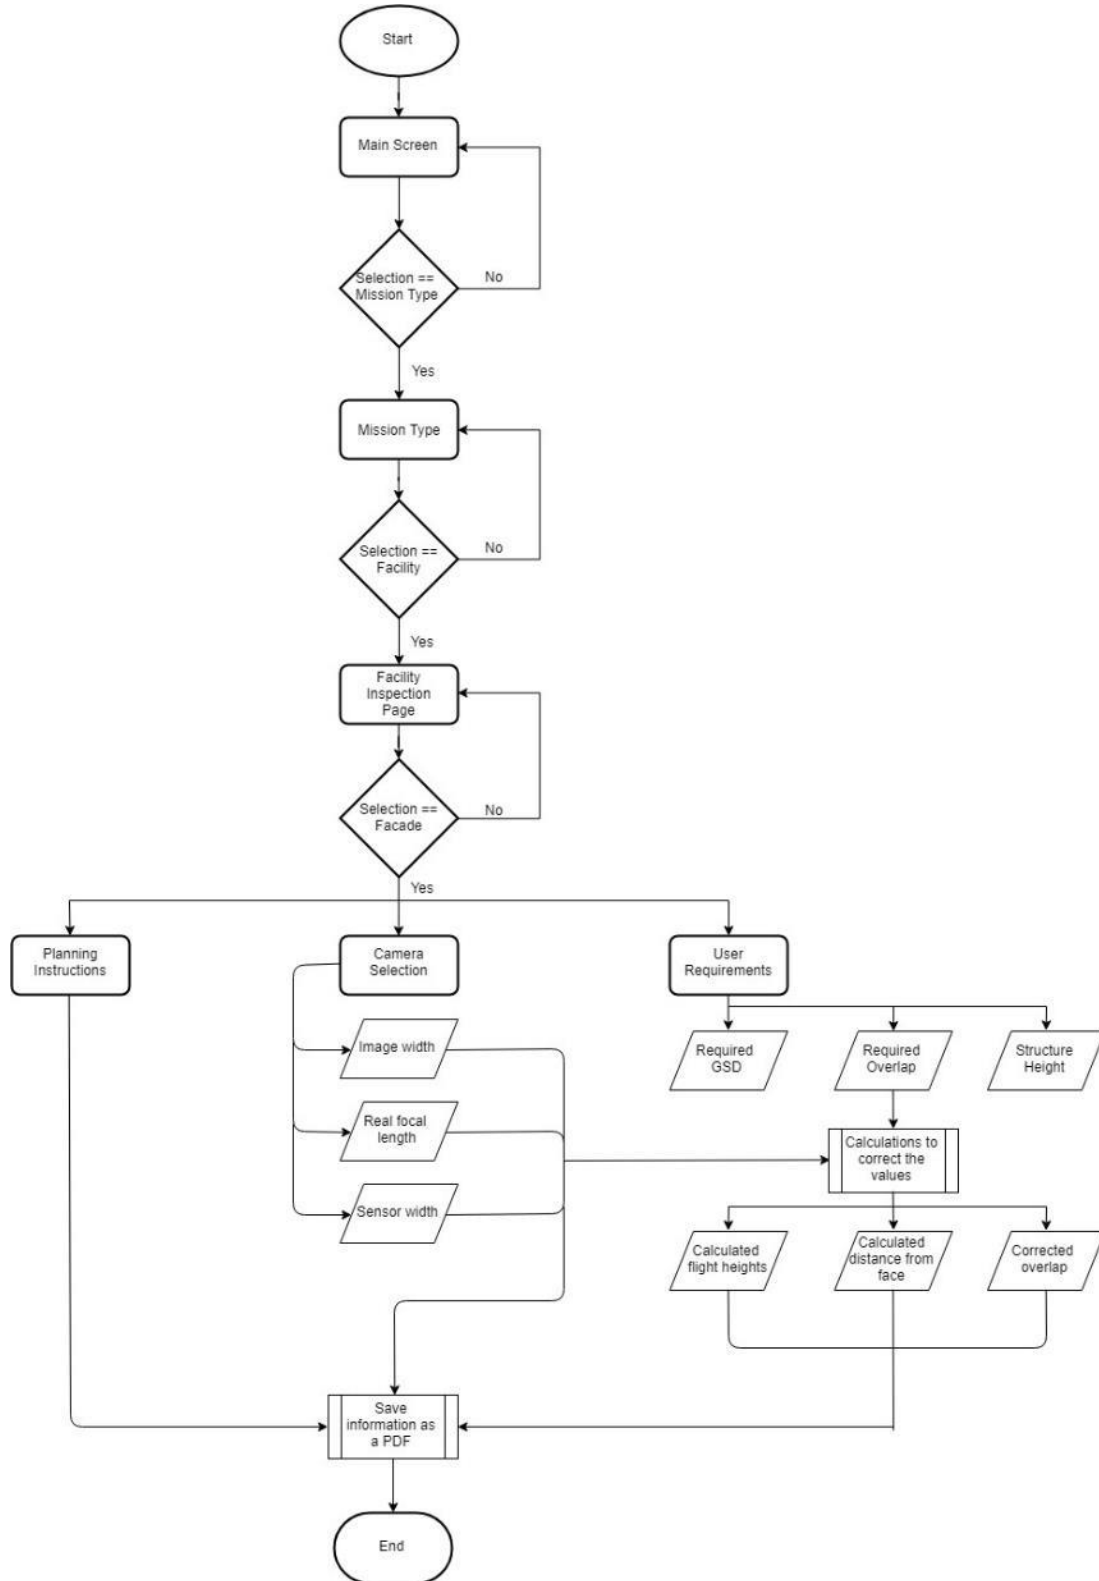 Start
Main Screen
Selection ==
Mission Type
No
Yes
Mission Type
Selection ==
Facility
No
Yes
Facility
Inspection
Page
Selection ==
Facade
No
Yes
Planning
Instructions
Camera
Selection
User
Requirements
Image width
Real focal
length
Sensor width
Required
GSD
Required
Overlap
Structure
Height
Calculations to
correct the
values
Calculated
flight heights
Calculated
distance from
face
Corrected
overlap
Save
information as
a PDF
End